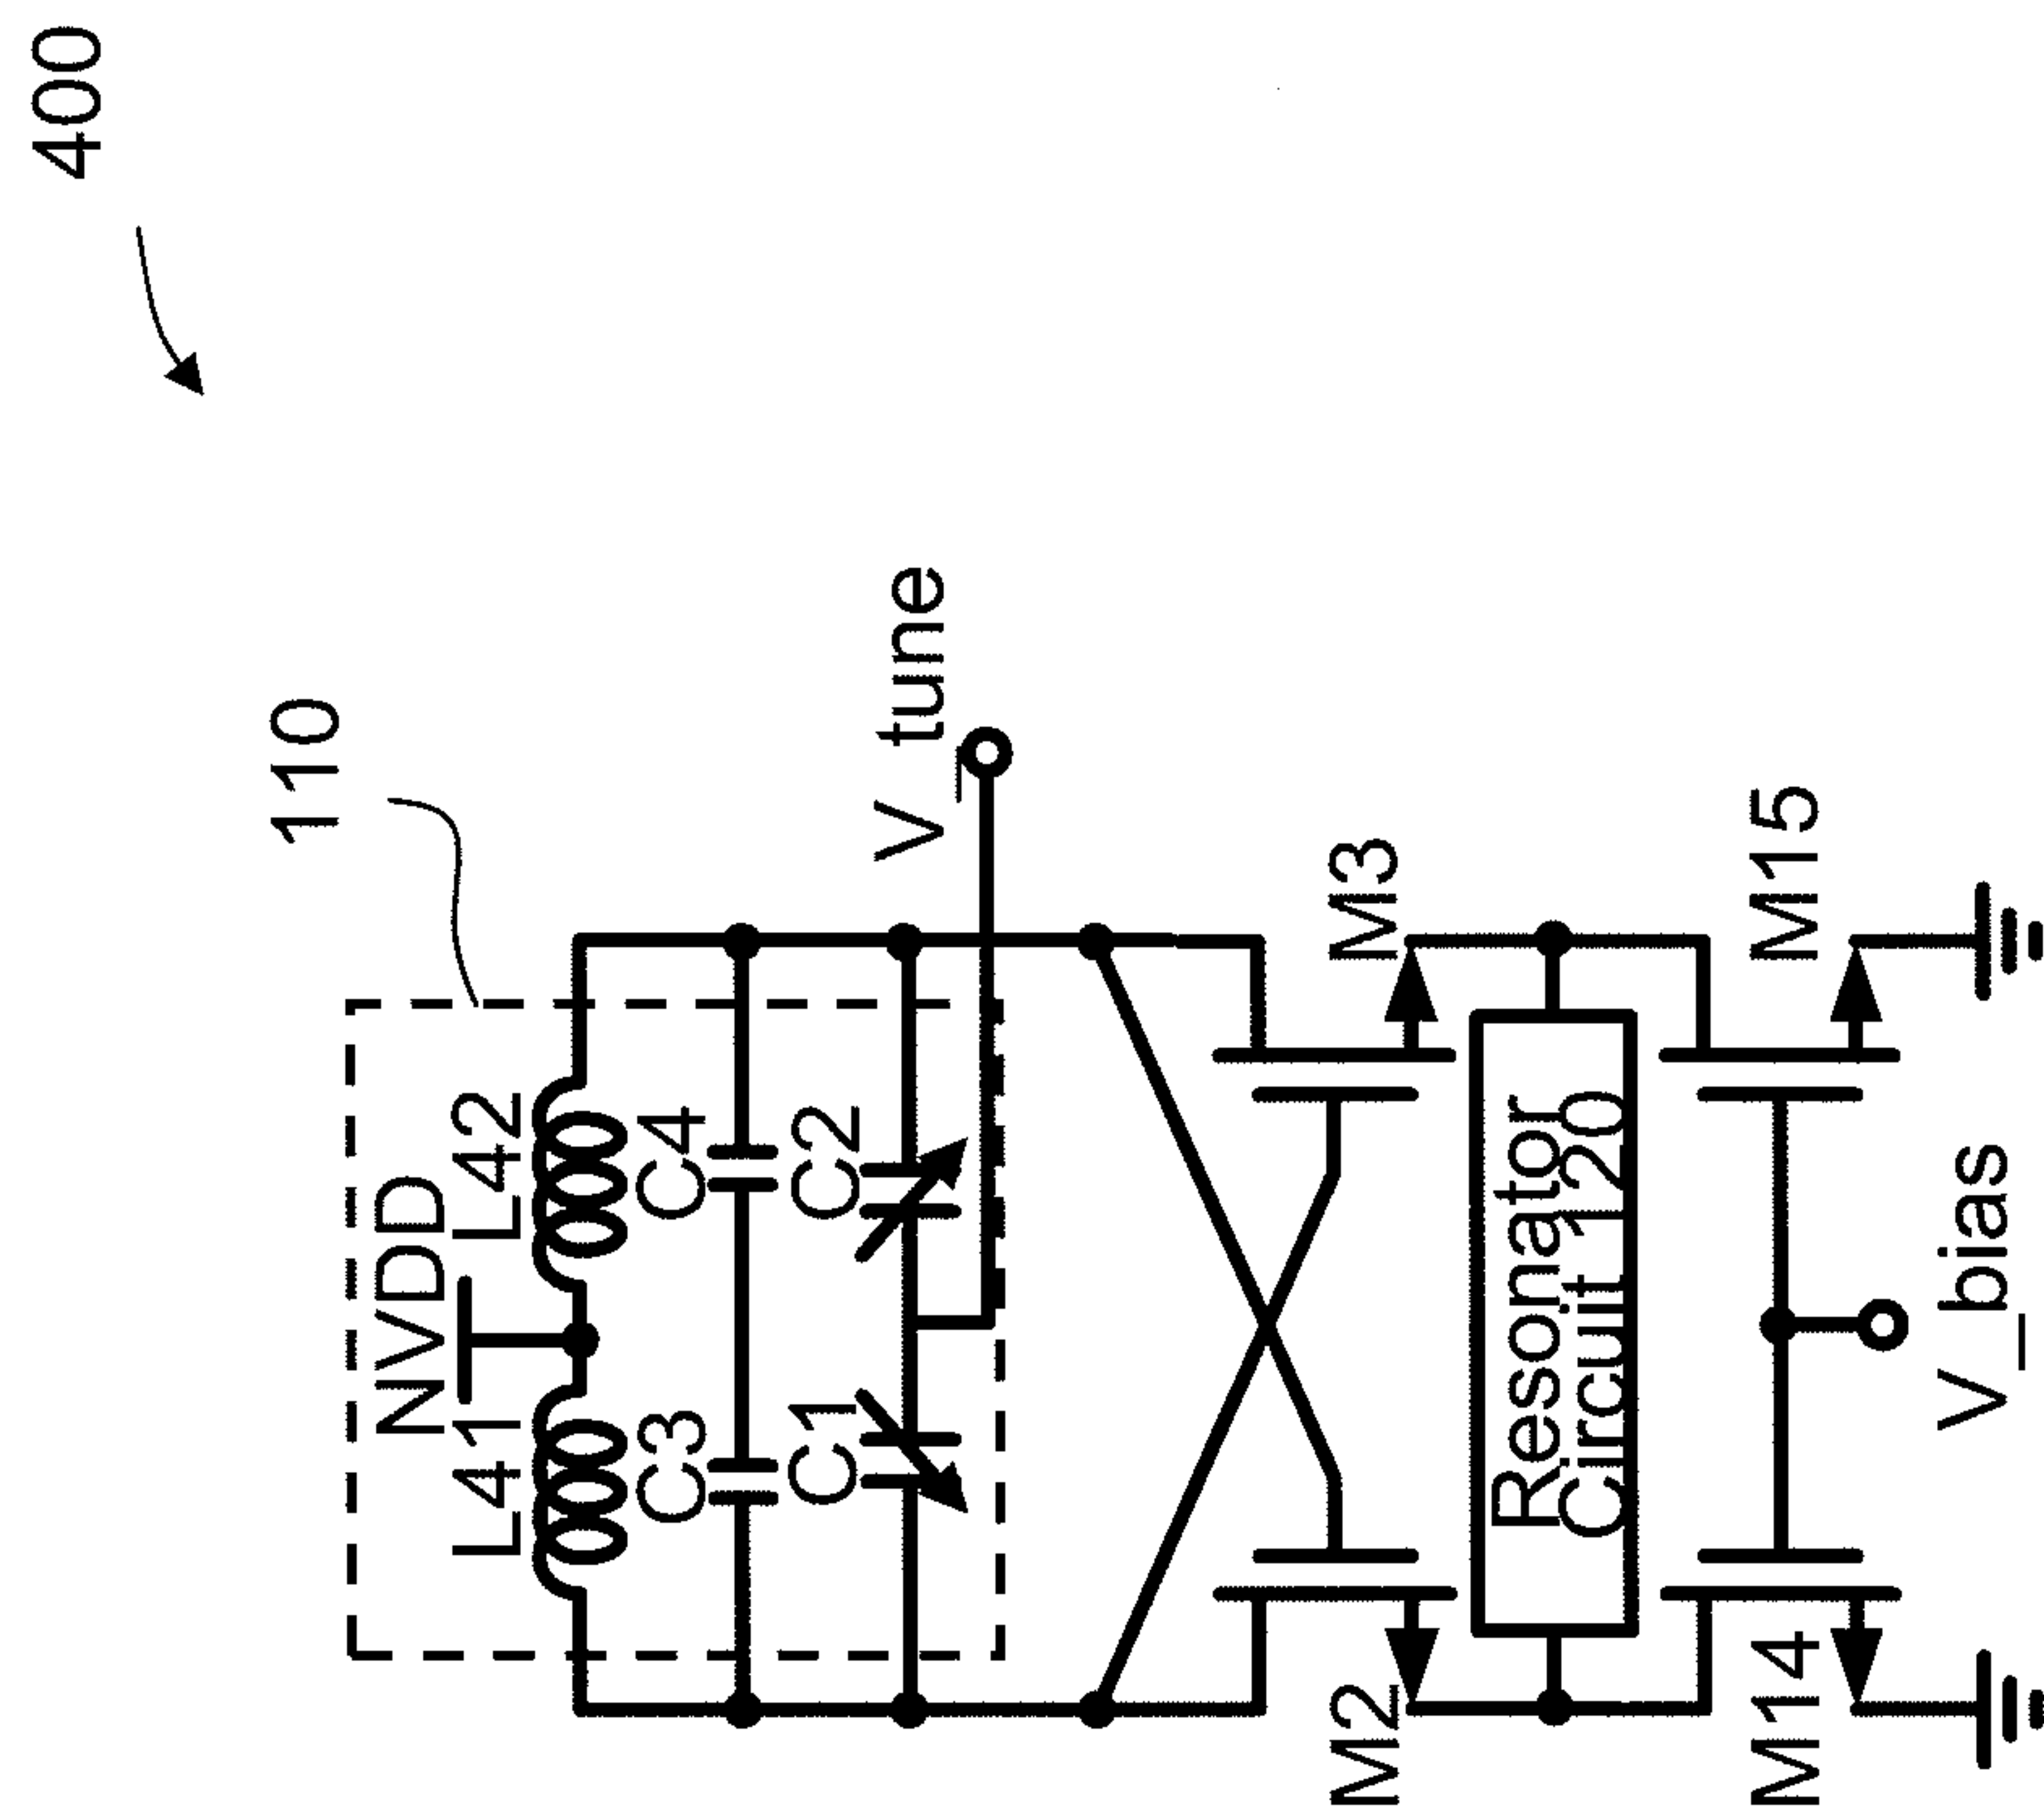 400
110
NVDD
L41
L42
C3
C4
C1
C2
V_tune
M2
M3
Resonator
Circuit 120
M14
M15
V_bias